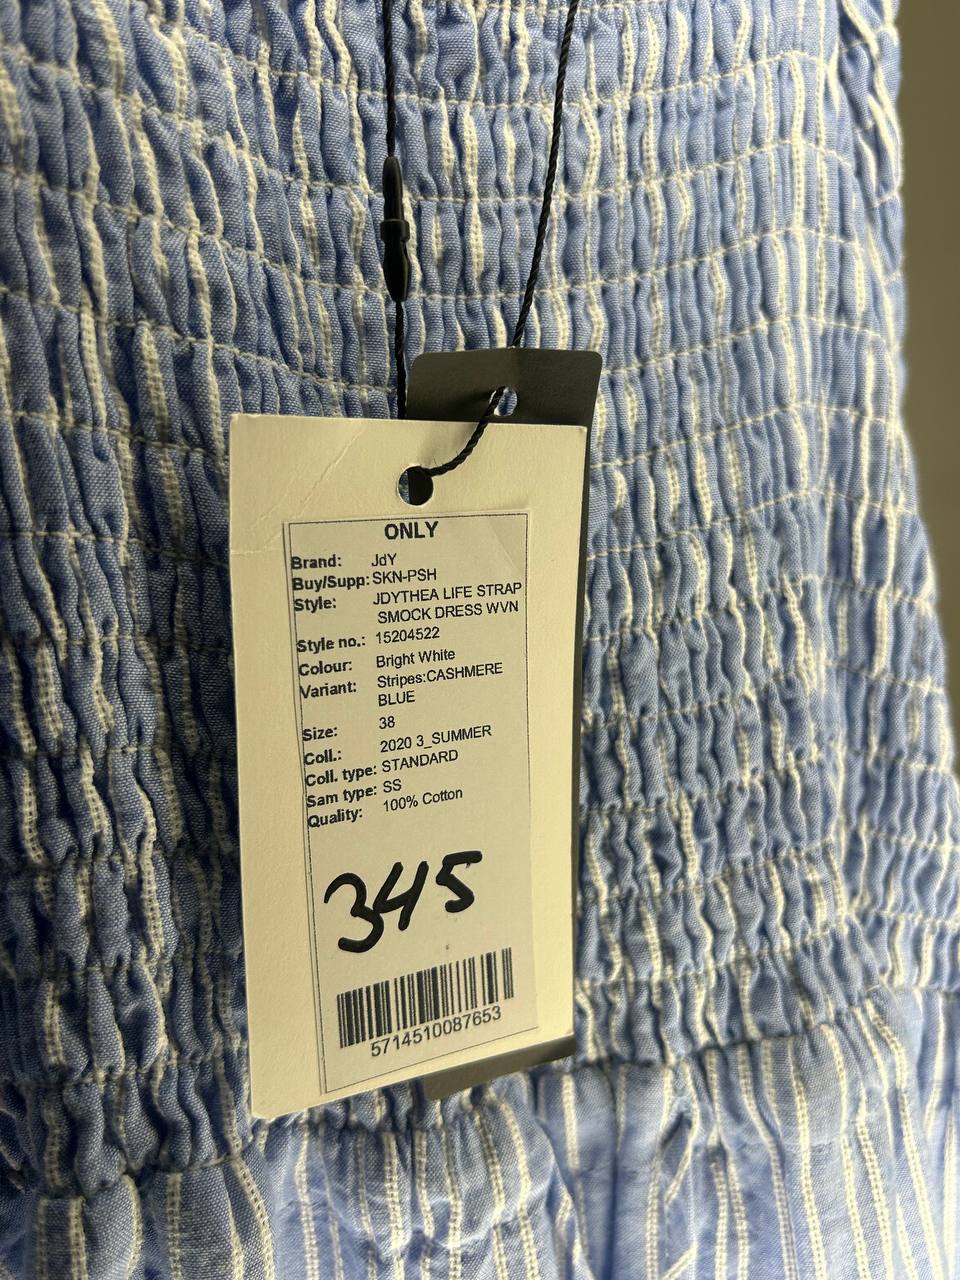 ONLY
Brand: JdY
Buy/Supp: SKN-PSH
Style: JDYTHEA LIFE STRAP
SMOCK DRESS WVN
Style no.: 15204522
Colour: Bright White
Variant: Stripes:CASHMERE
BLUE
Size: 38
Coll.: 2020 3_SUMMER
Coll. type: STANDARD
Sam type: SS
Quality: 100% Cotton
345
5714510087653